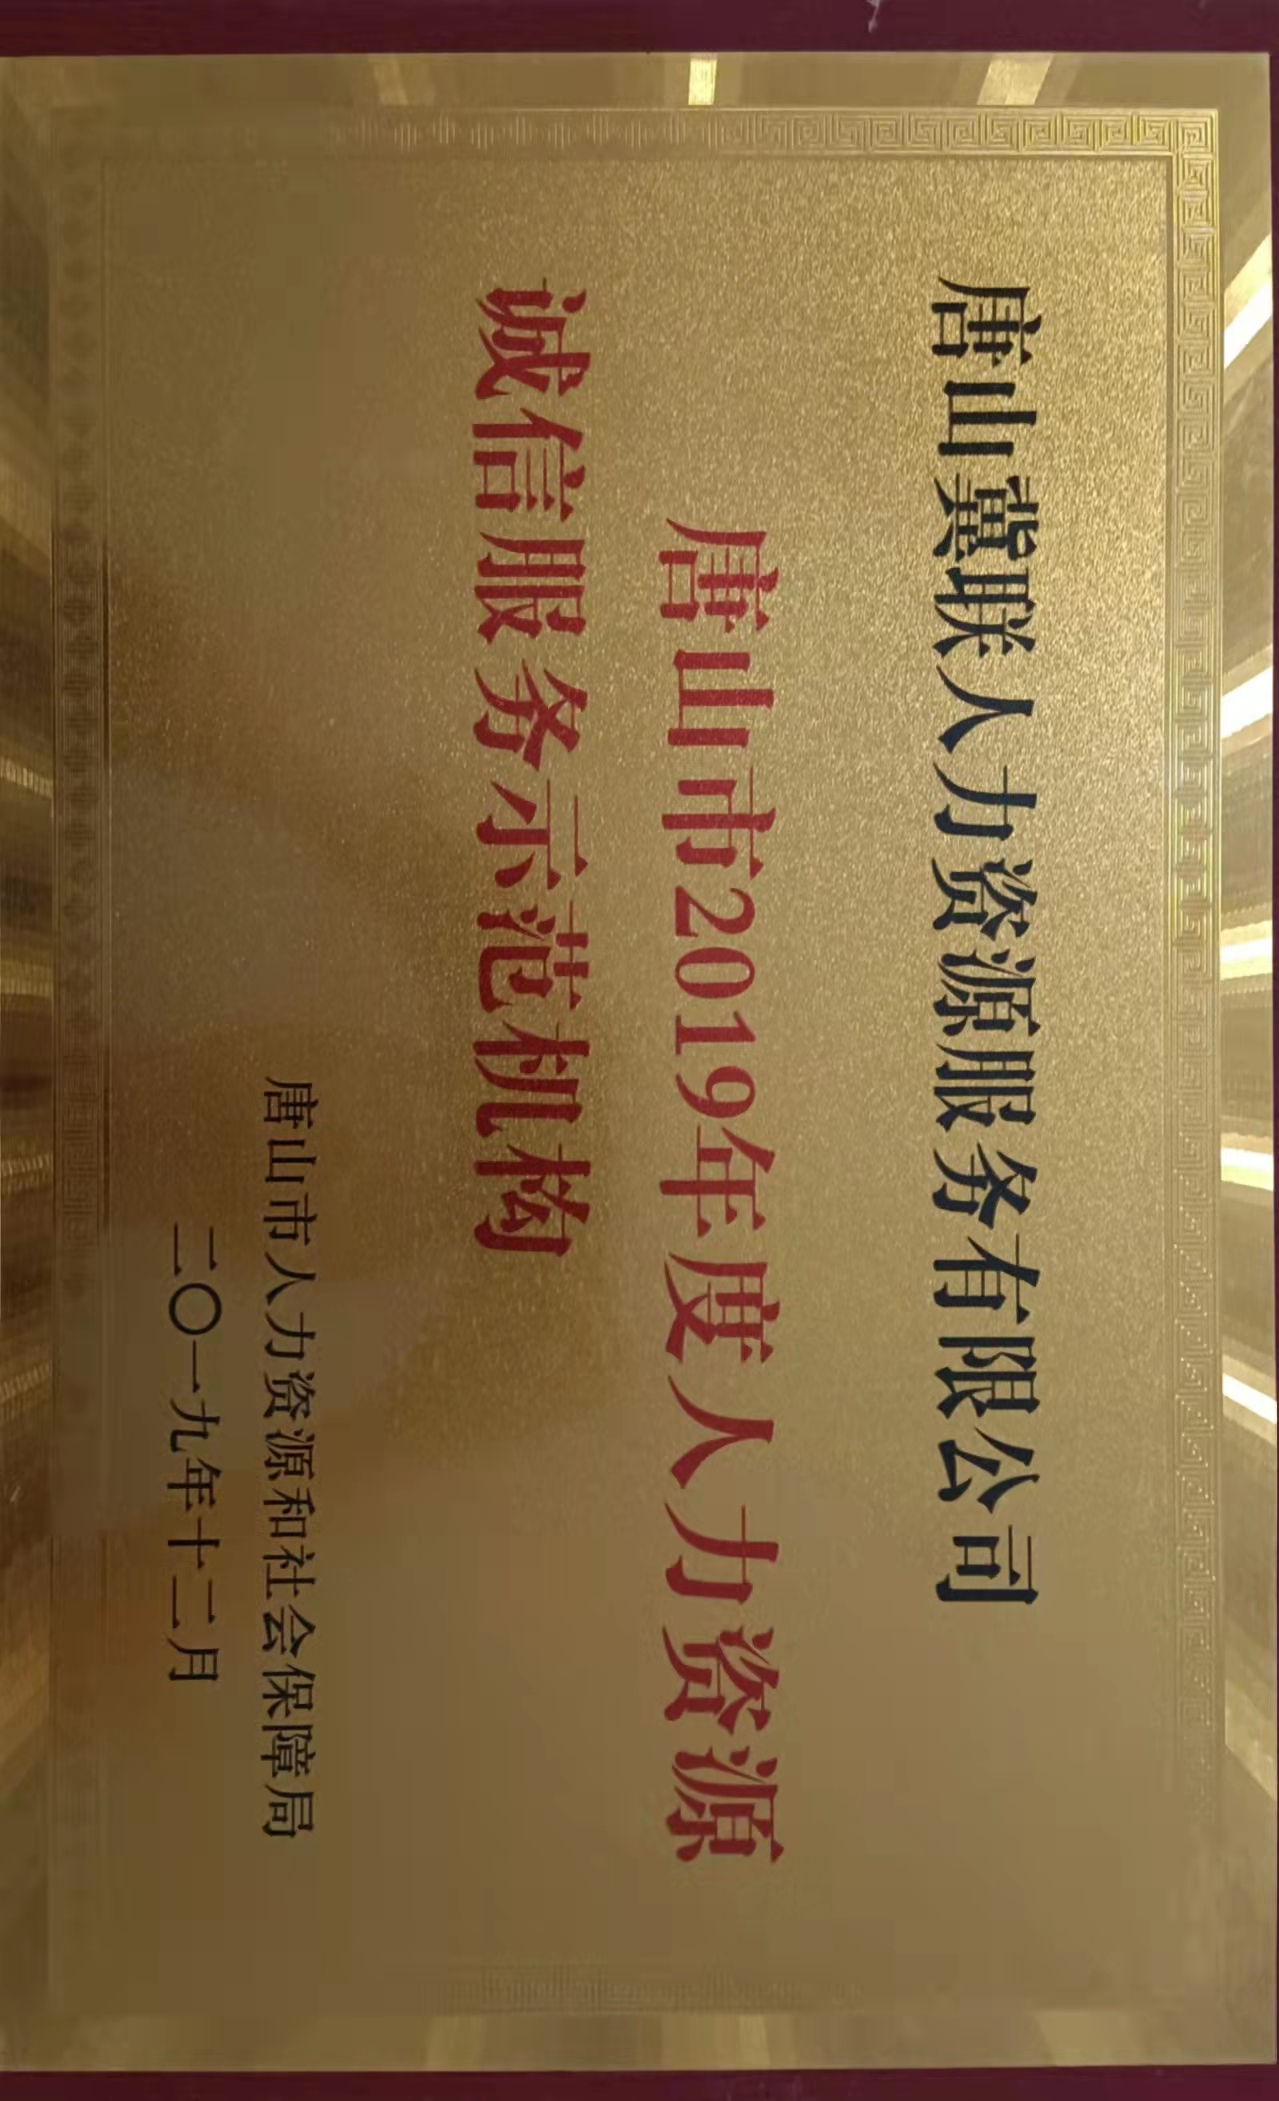 唐山冀联人力资源服务有限公司
唐山市2019年度人力资源
诚信服务示范机构
唐山市人力资源和社会保障局
二〇一九年十二月